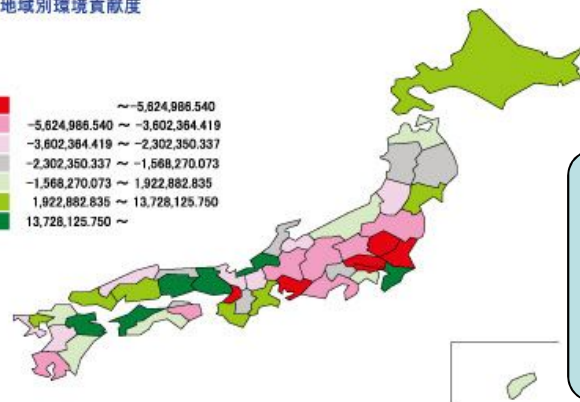 地域別環境貢献度
～-5,624,986.540
-5,624,986.540 ～ -3,602,364.419
-3,602,364.419 ～ -2,302,350.337
-2,302,350.337 ～ -1,568,270.073
-1,568,270.073 ～ 1,922,882.835
1,922,882.835 ～ 13,728,125.750
13,728,125.750 ～